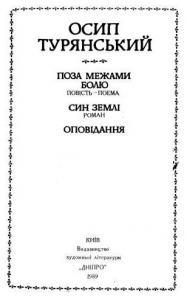 ОСИП
ТУРЯНСЬКИЙ
ПОЗА МЕЖАМИ
БОЛЮ
ПОВІСТЬ-ПОЕМА
СИН ЗЕМЛІ
РОМАН
ОПОВІДАННЯ
КИЇВ
Видавництво
художньої літератури
„ДНІПРО”
1989